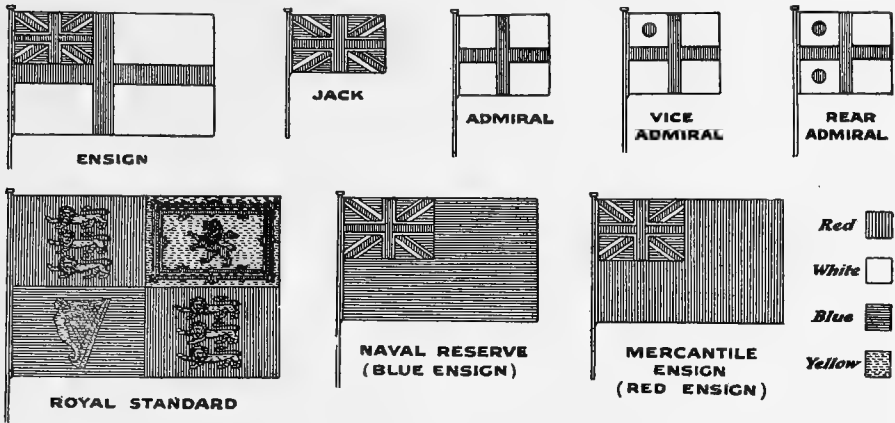 ENSIGN
JACK
ADMIRAL
VICE
ADMIRAL
REAR
ADMIRAL
ROYAL STANDARD
NAVAL RESERVE
(BLUE ENSIGN)
MERCANTILE
ENSIGN
(RED ENSIGN)
Red
White
Blue
Yellow